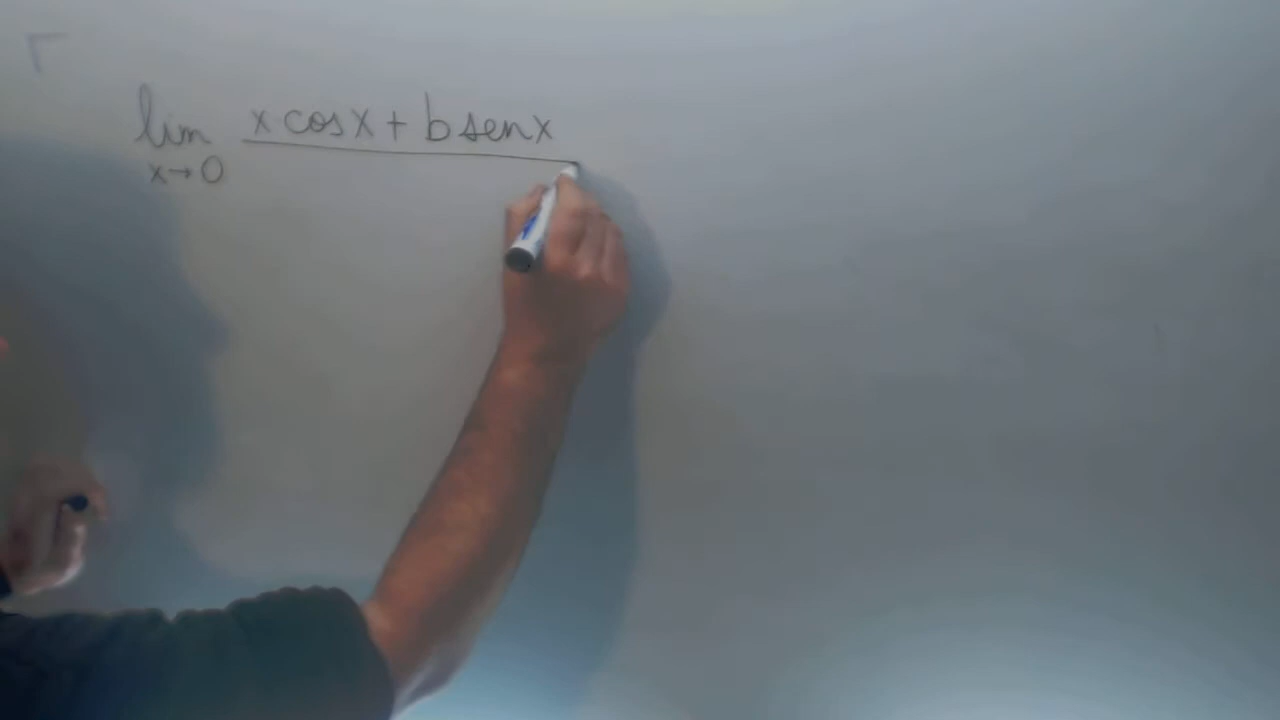 lim x cos x + b sen x
x → 0